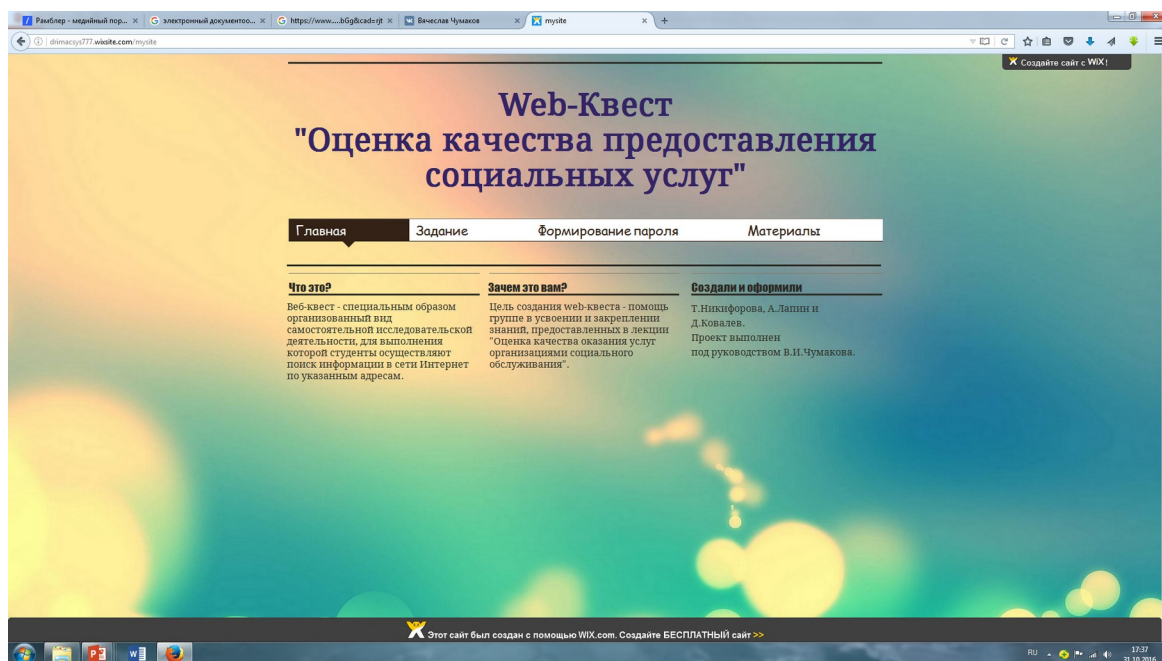 Рамблер - медийный пор...
электронный документоо...
https://www....bGg&cad=rjt
Вячеслав Чумаков
mysite
drimacsys777.wixsite.com/mysite
Создайте сайт с WiX!
Web-Квест
"Оценка качества предоставления
социальных услуг"
Главная
Задание
Формирование пароля
Материалы
Что это?
Веб-квест - специальным образом
организованный вид
самостоятельной исследовательской
деятельности, для выполнения
которой студенты осуществляют
поиск информации в сети Интернет
по указанным адресам.
Зачем это вам?
Цель создания web-квеста - помощь
группе в усвоении и закреплении
знаний, предоставленных в лекции
"Оценка качества оказания услуг
организациями социального
обслуживания".
Создали и оформили
Т.Никифорова, А.Лапин и
Д.Ковалев.
Проект выполнен
под руководством В.И.Чумакова.
Этот сайт был создан с помощью WIX.com. Создайте БЕСПЛАТНЫЙ сайт >>
RU
17:37
31.10.2016